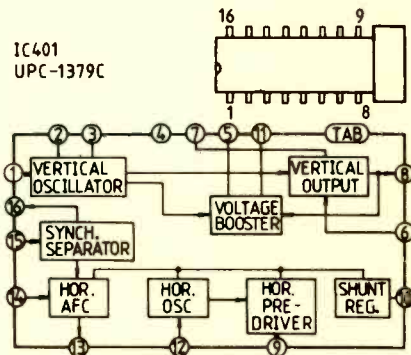 IC401
UPC-1379C
16 9
1 8
2 3 4 7 5 11 TAB
1 VERTICAL OSCILLATOR
VERTICAL OUTPUT 8
VOLTAGE BOOSTER
16
6
15 SYNCH. SEPARATOR
14 HOR. AFC
HOR. OSC
HOR. PRE-DRIVER
SHUNT REG. 10
13 12 9